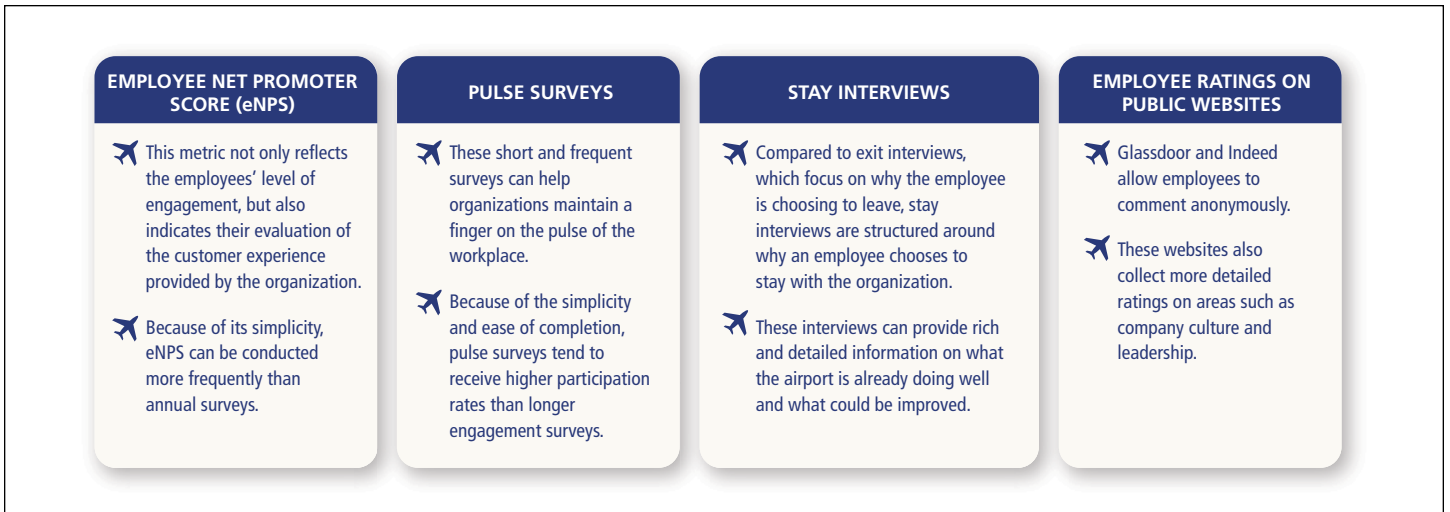 EMPLOYEE NET PROMOTER
SCORE (eNPS)
This metric not only reflects
the employees’ level of
engagement, but also
indicates their evaluation of
the customer experience
provided by the organization.
Because of its simplicity,
eNPS can be conducted
more frequently than
annual surveys.
PULSE SURVEYS
These short and frequent
surveys can help
organizations maintain a
finger on the pulse of the
workplace.
Because of the simplicity
and ease of completion,
pulse surveys tend to
receive higher participation
rates than longer
engagement surveys.
STAY INTERVIEWS
Compared to exit interviews,
which focus on why the employee
is choosing to leave, stay
interviews are structured around
why an employee chooses to
stay with the organization.
These interviews can provide rich
and detailed information on what
the airport is already doing well
and what could be improved.
EMPLOYEE RATINGS ON
PUBLIC WEBSITES
Glassdoor and Indeed
allow employees to
comment anonymously.
These websites also
collect more detailed
ratings on areas such as
company culture and
leadership.